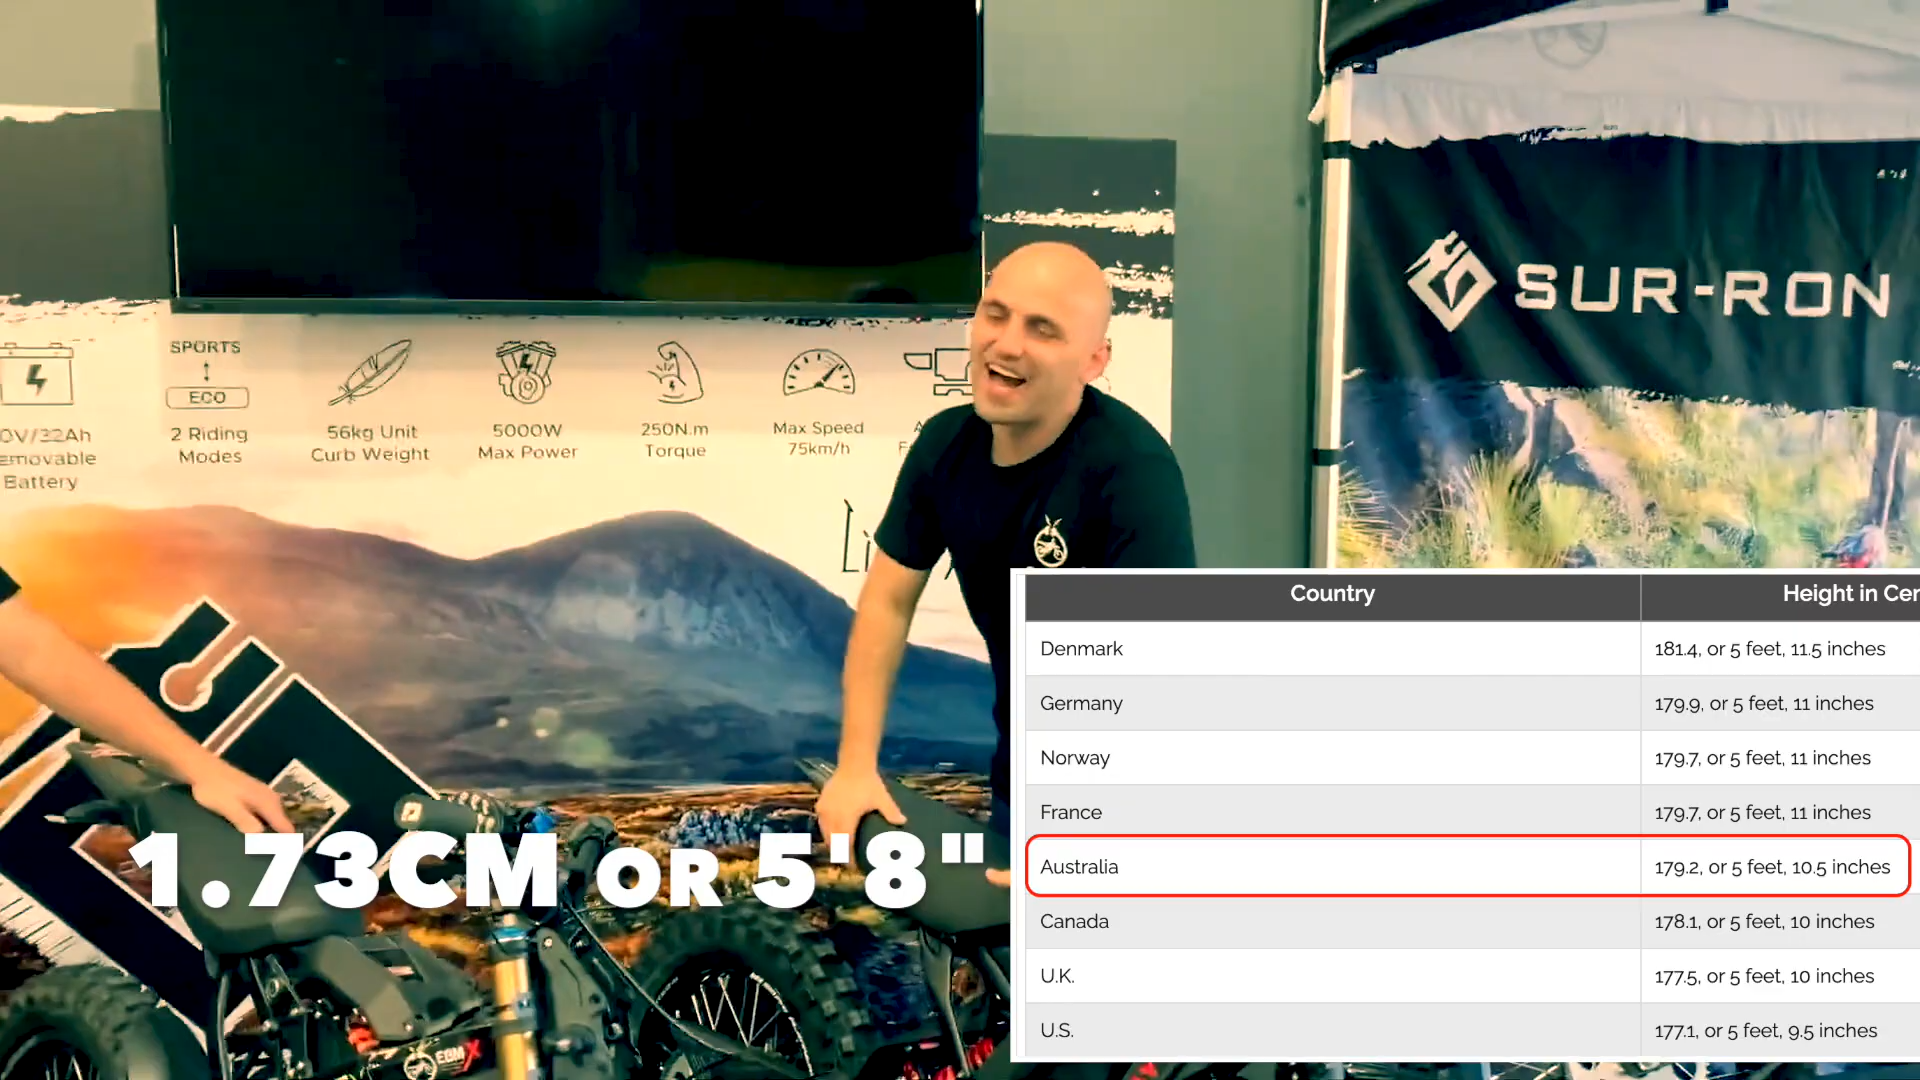 SUR-RON
SPORTS
ECO
2 Riding
Modes
56kg Unit
Curb Weight
5000W
Max Power
250N.m
Torque
Max Speed
75km/h
Battery
1.73CM OR 5'8"
EBMX
Country
Denmark
181.4, or 5 feet, 11.5 inches
Germany
179.9, or 5 feet, 11 inches
Norway
179.7, or 5 feet, 11 inches
France
179.7, or 5 feet, 11 inches
Australia
179.2, or 5 feet, 10.5 inches
Canada
178.1, or 5 feet, 10 inches
U.K.
177.5, or 5 feet, 10 inches
U.S.
177.1, or 5 feet, 9.5 inches
Height in